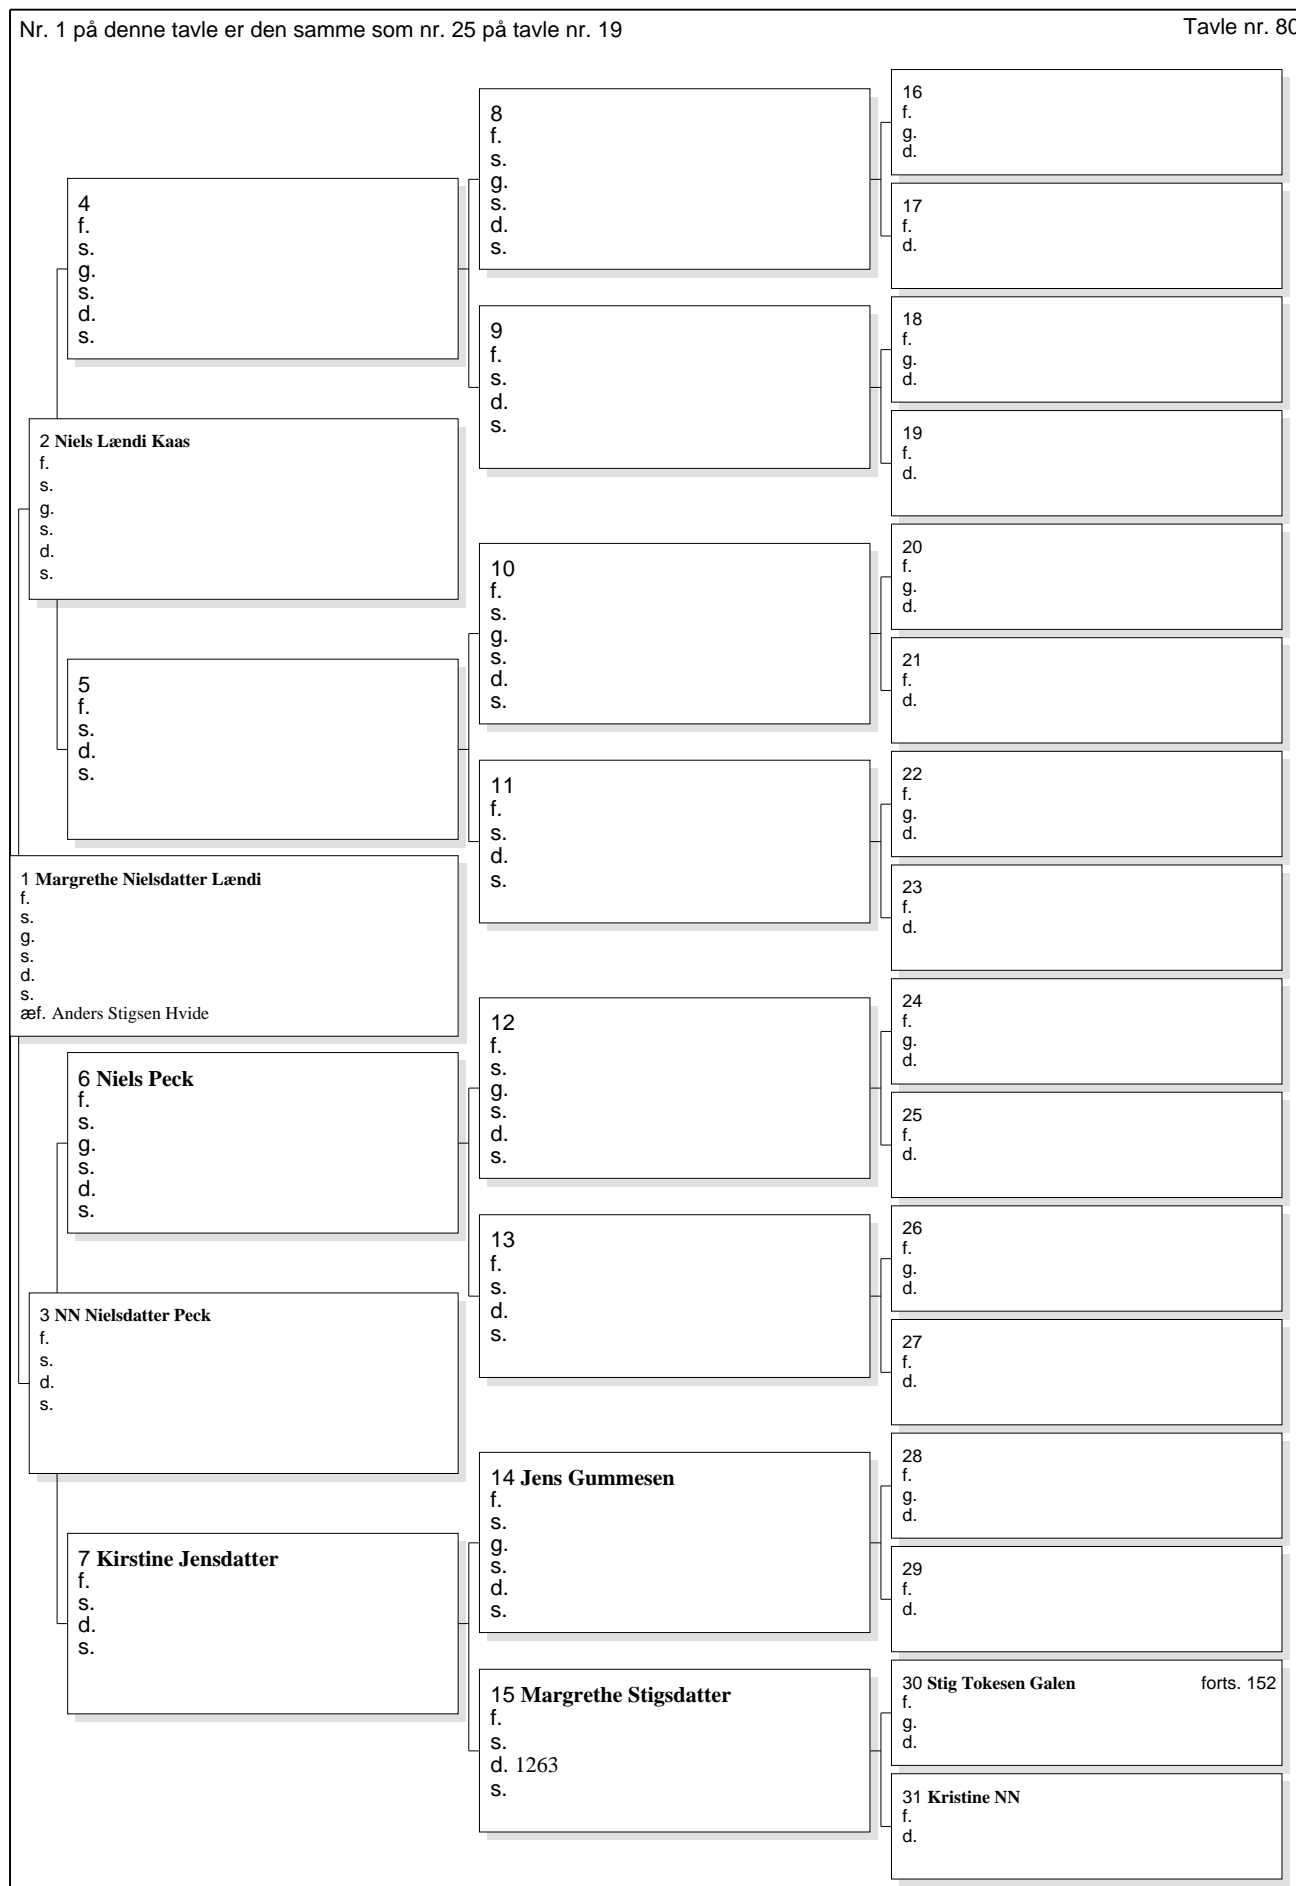 Nr. 1 på denne tavle er den samme som nr. 25 på tavle nr. 19
Tavle nr. 80
4
f.
s.
g.
s.
d.
s.
2 Niels Lændi Kaas
f.
s.
g.
s.
d.
s.
5
f.
s.
d.
s.
1 Margrethe Nielsdatter Lændi
f.
s.
g.
s.
d.
s.
æf. Anders Stigsen Hvide
6 Niels Peck
f.
s.
g.
s.
d.
s.
3 NN Nielsdatter Peck
f.
s.
d.
s.
7 Kirstine Jensdatter
f.
s.
d.
s.
8
f.
s.
g.
s.
d.
s.
9
f.
s.
d.
s.
10
f.
s.
g.
s.
d.
s.
11
f.
s.
d.
s.
12
f.
s.
g.
s.
d.
s.
13
f.
s.
d.
s.
14 Jens Gummesen
f.
s.
g.
s.
d.
s.
15 Margrethe Stigsdatter
f.
s.
d. 1263
s.
16
f.
g.
d.
17
f.
d.
18
f.
g.
d.
19
f.
d.
20
f.
g.
d.
21
f.
d.
22
f.
g.
d.
23
f.
d.
24
f.
g.
d.
25
f.
d.
26
f.
g.
d.
27
f.
d.
28
f.
g.
d.
29
f.
d.
30 Stig Tokesen Galen forts. 152
f.
g.
d.
31 Kristine NN
f.
d.